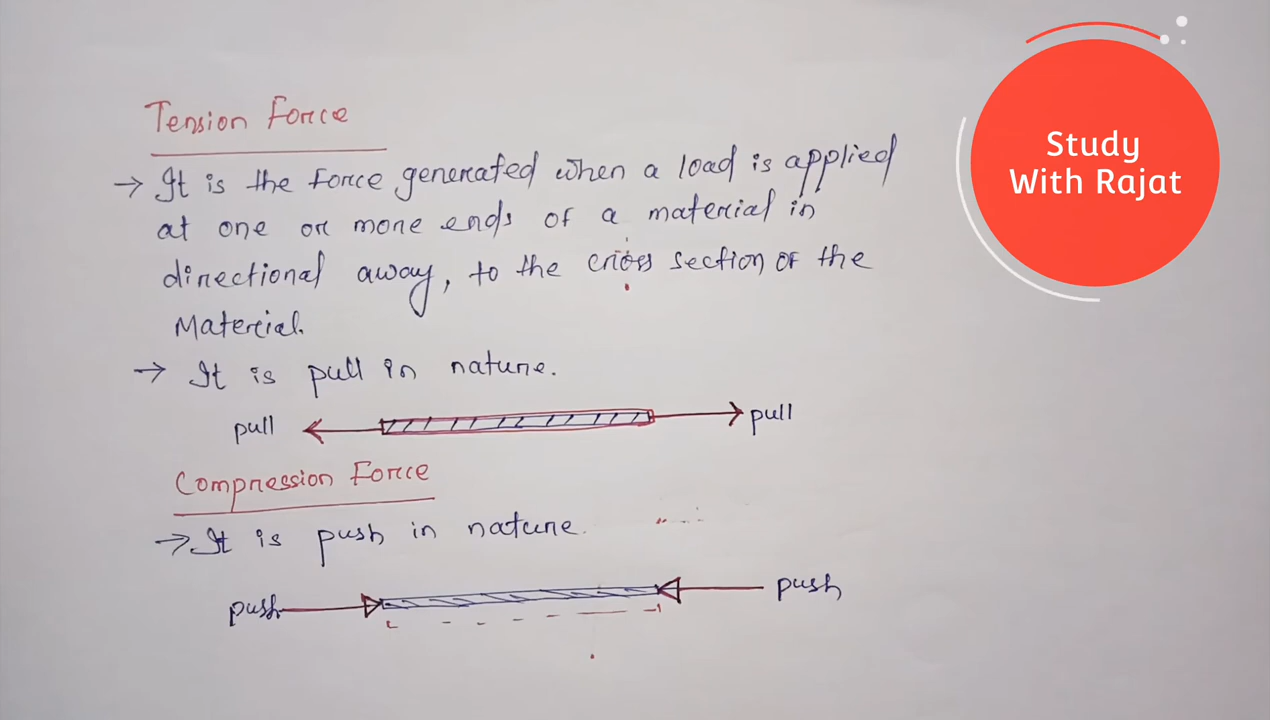 Tension Force
→ It is the force generated when a load is applied
at one or more ends of a material in
directional away, to the cross section of the
Material.
→ It is pull in nature.
pull pull
Compression Force
→ It is push in nature.
push push
Study
With Rajat